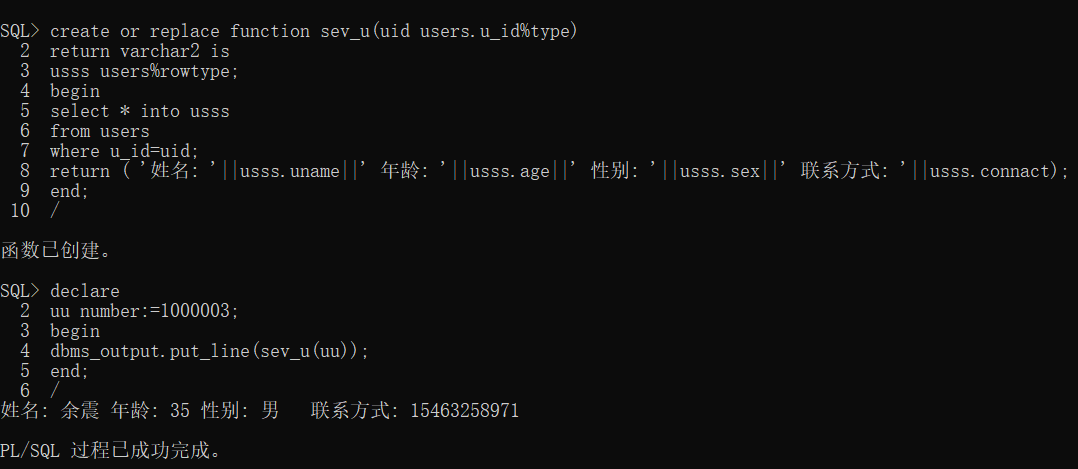 SQL> create or replace function sev_u(uid users.u_id%type)
2 return varchar2 is
3 usss users%rowtype;
4 begin
5 select * into usss
6 from users
7 where u_id=uid;
8 return ( '姓名: '||usss.uname||' 年龄: '||usss.age||' 性别: '||usss.sex||' 联系方式: '||usss.connact);
9 end;
10 /
函数已创建。
SQL> declare
2 uu number:=1000003;
3 begin
4 dbms_output.put_line(sev_u(uu));
5 end;
6 /
姓名: 余震 年龄: 35 性别: 男 联系方式: 15463258971
PL/SQL 过程已成功完成。